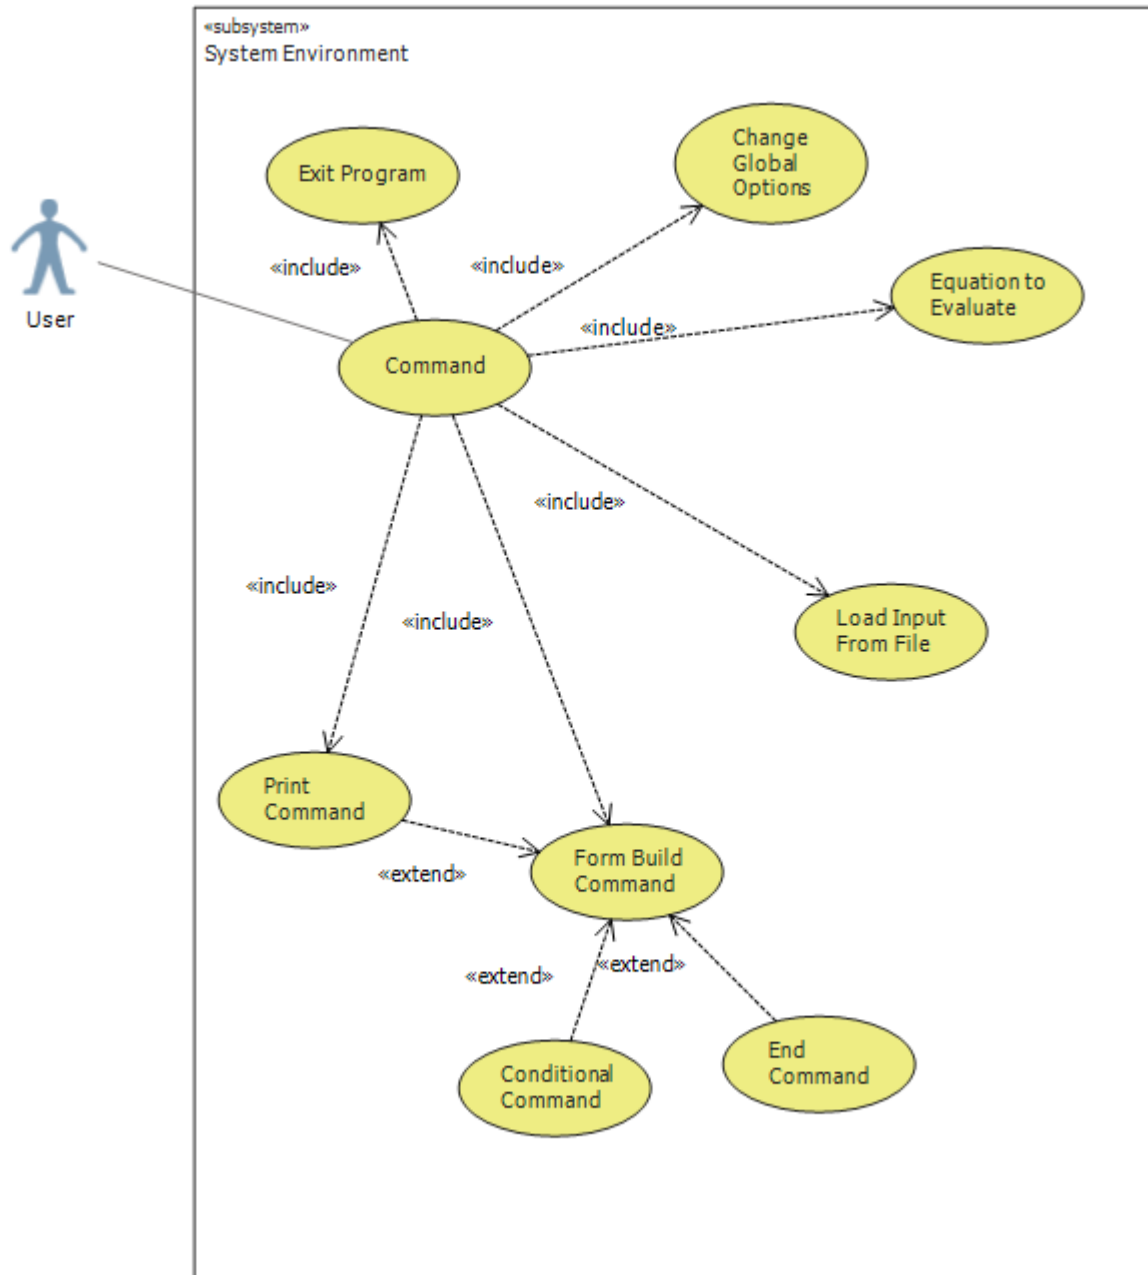 «subsystem»
System Environment
Exit Program
Change
Global
Options
«include»
«include»
Equation to
Evaluate
User
«include»
Command
«include»
«include»
«include»
Load Input
From File
Print
Command
Form Build
Command
«extend»
«extend»
«extend»
Conditional
Command
End
Command